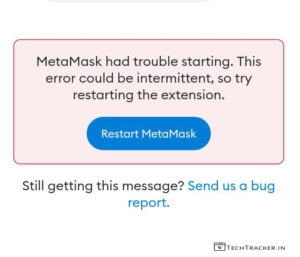 MetaMask had trouble starting. This
error could be intermittent, so try
restarting the extension.
Restart MetaMask
Still getting this message? Send us a bug
report.
TECHTRACKER.IN